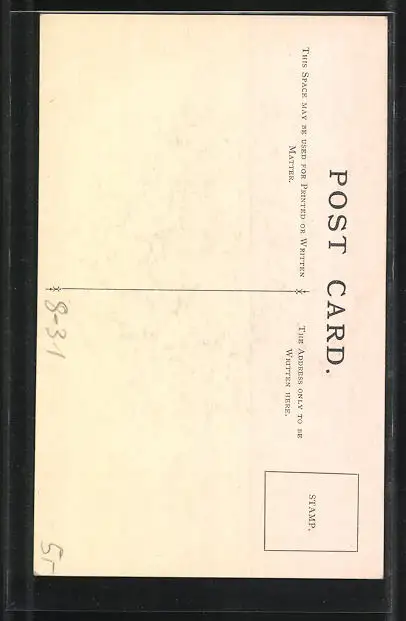 POST CARD.
THIS SPACE MAY BE USED FOR PRINTED OR WRITTEN
MATTER.
THE ADDRESS ONLY TO BE
WRITTEN HERE.
STAMP.
8-31
5,-